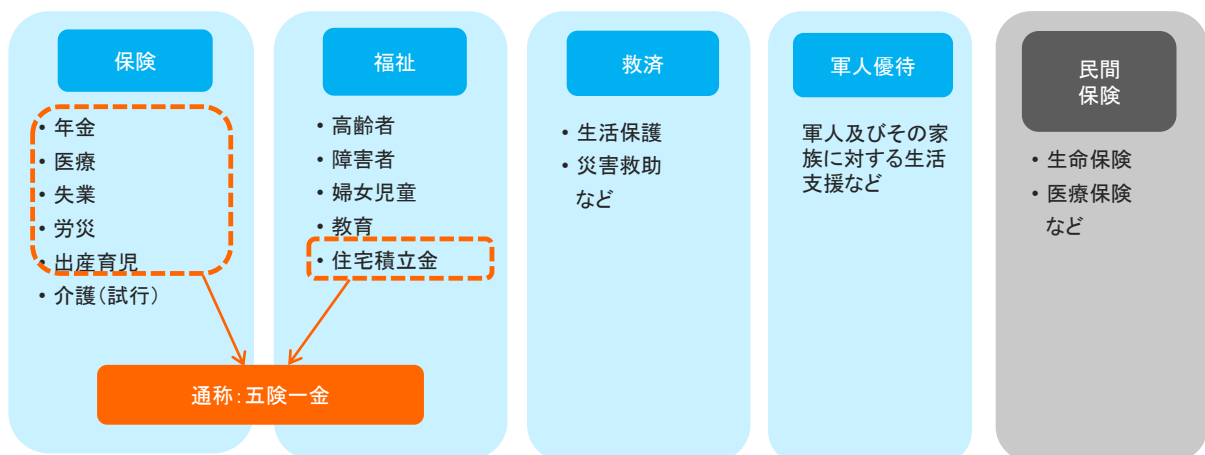 保険
・年金
・医療
・失業
・労災
・出産育児
・介護（試行）
福祉
・高齢者
・障害者
・婦女児童
・教育
・住宅積立金
通称：五険一金
救済
・生活保護
・災害救助
など
軍人優待
軍人及びその家
族に対する生活
支援など
民間
保険
・生命保険
・医療保険
など